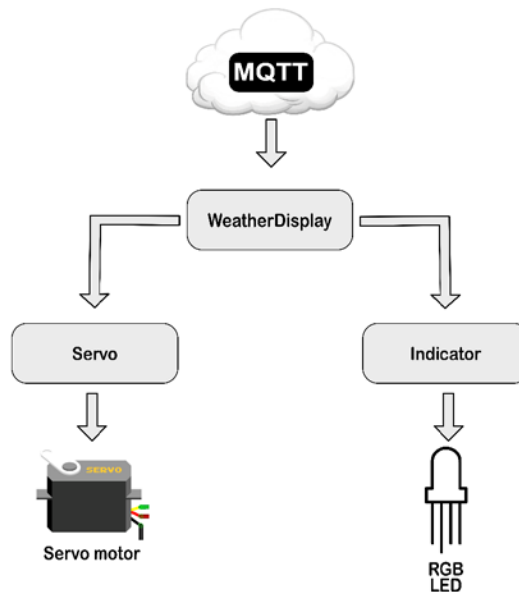 MQTT
WeatherDisplay
Servo
Indicator
SERVO
Servo motor
RGB
LED